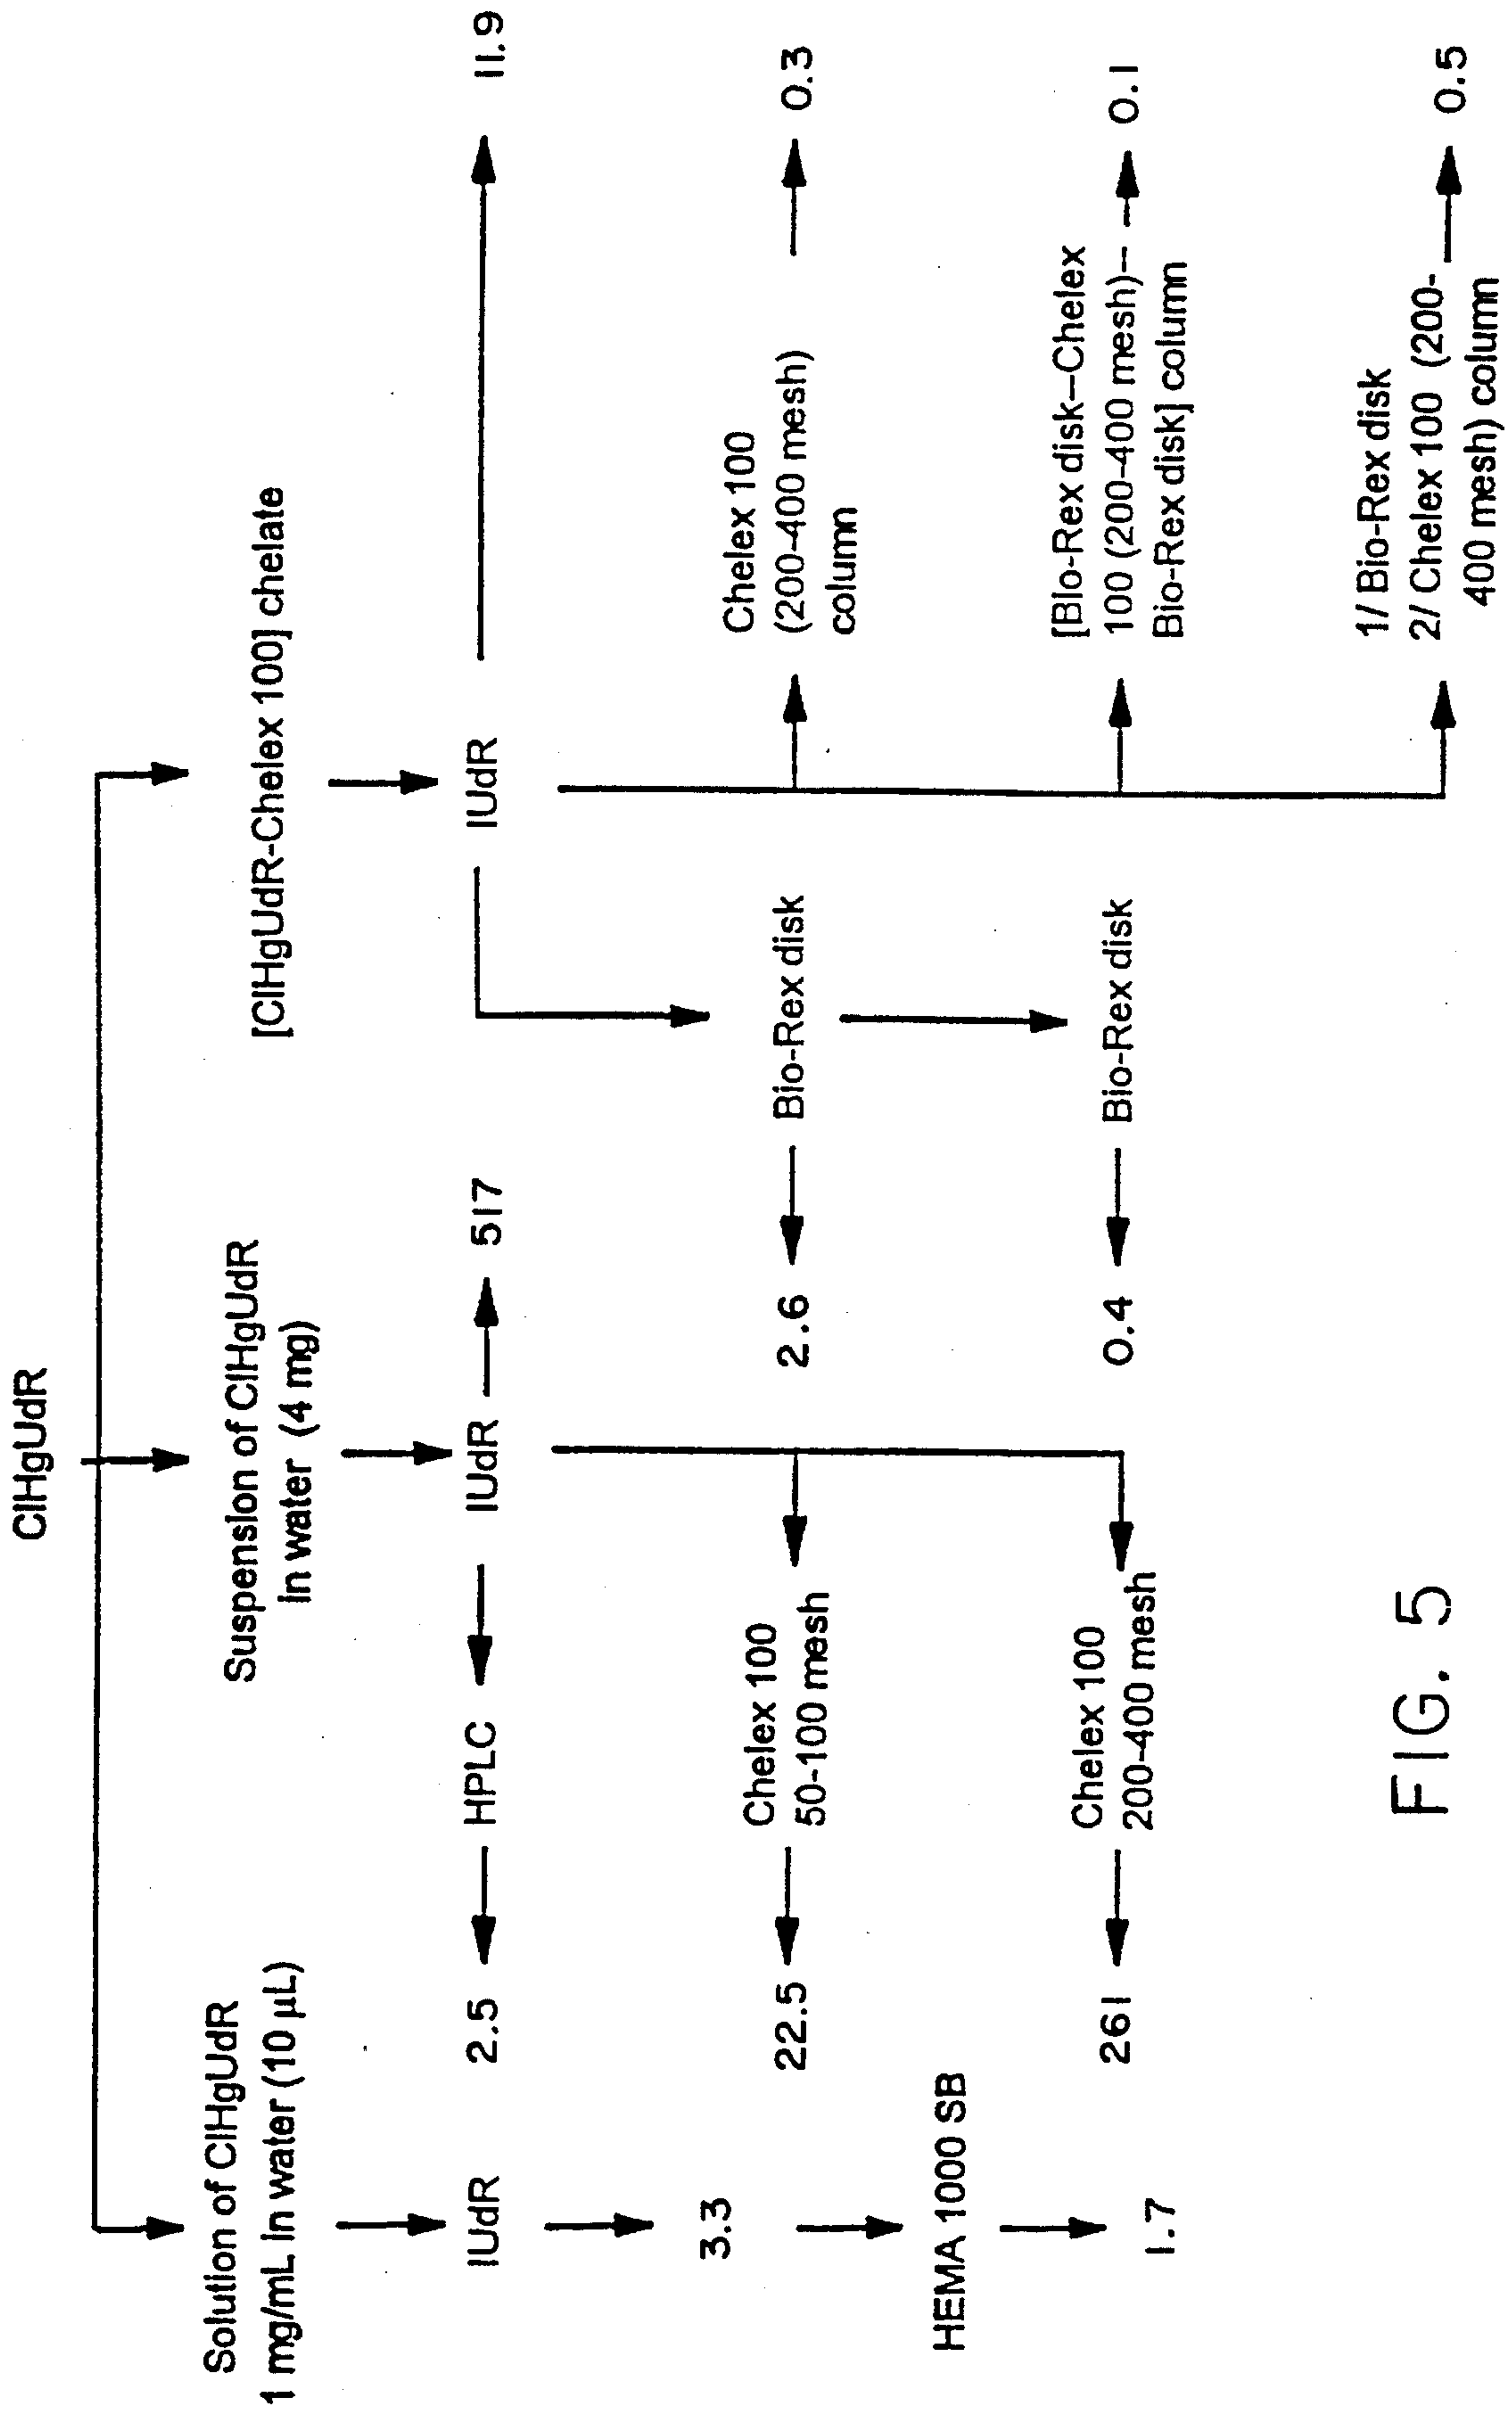 ClHgUdR
Solution of ClHgUdR
1 mg/mL in water (10 µL)
IUdR
3.3
HEMA 1000 SB
1.7
Suspension of ClHgUdR
in water (4 mg)
2.5
HPLC
IUdR
517
22.5
Chelex 100
50-100 mesh
261
Chelex 100
200-400 mesh
[ClHgUdR-Chelex 100] chelate
IUdR
11.9
2.6
Bio-Rex disk
0.4
Bio-Rex disk
Chelex 100
(200-400 mesh)
column
0.3
[Bio-Rex disk--Chelex
100 (200-400 mesh)--
Bio-Rex disk] column
0.1
1/ Bio-Rex disk
2/ Chelex 100 (200-
400 mesh) column
0.5
FIG. 5